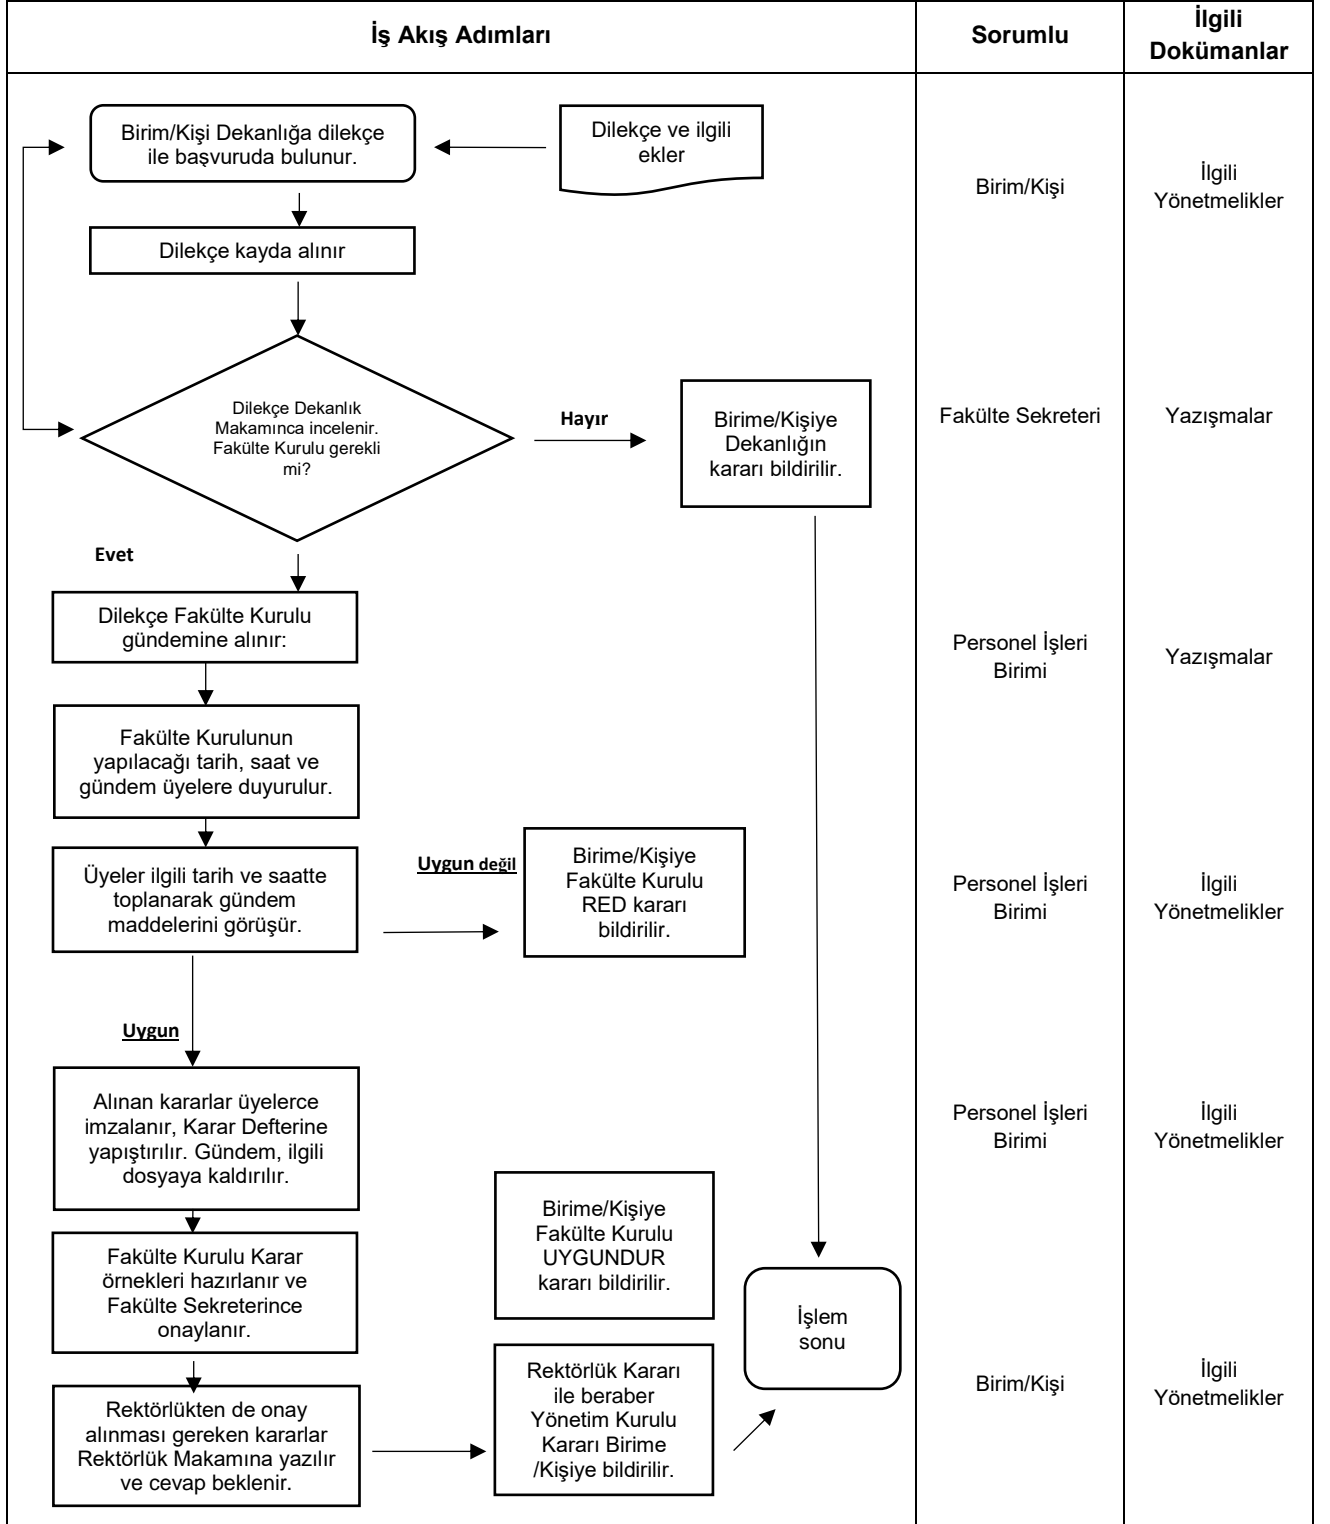 İş Akış Adımları
Sorumlu
İlgili
Dokümanlar
Birim/Kişi Dekanlığa dilekçe
ile başvuruda bulunur.
Dilekçe ve ilgili
ekler
Birim/Kişi
İlgili
Yönetmelikler
Dilekçe kayda alınır
Dilekçe Dekanlık
Makamınca incelenir.
Fakülte Kurulu gerekli
mi?
Hayır
Birime/Kişiye
Dekanlığın
kararı bildirilir.
Fakülte Sekreteri
Yazışmalar
Evet
Dilekçe Fakülte Kurulu
gündemine alınır:
Personel İşleri
Birimi
Yazışmalar
Fakülte Kurulunun
yapılacağı tarih, saat ve
gündem üyelere duyurulur.
Üyeler ilgili tarih ve saatte
toplanarak gündem
maddelerini görüşür.
Uygun değil
Birime/Kişiye
Fakülte Kurulu
RED kararı
bildirilir.
Personel İşleri
Birimi
İlgili
Yönetmelikler
Uygun
Alınan kararlar üyelerce
imzalanır, Karar Defterine
yapıştırılır. Gündem, ilgili
dosyaya kaldırılır.
Personel İşleri
Birimi
İlgili
Yönetmelikler
Birime/Kişiye
Fakülte Kurulu
UYGUNDUR
kararı bildirilir.
Fakülte Kurulu Karar
örnekleri hazırlanır ve
Fakülte Sekreterince
onaylanır.
İşlem
sonu
Rektörlükten de onay
alınması gereken kararlar
Rektörlük Makamına yazılır
ve cevap beklenir.
Rektörlük Kararı
ile beraber
Yönetim Kurulu
Kararı Birime
/Kişiye bildirilir.
Birim/Kişi
İlgili
Yönetmelikler